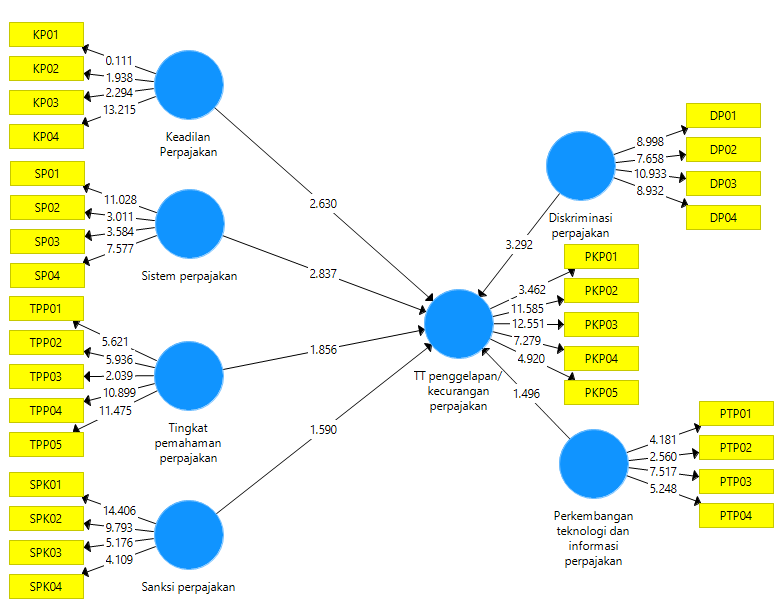 KP01
KP02
KP03
KP04
0.111
1.938
2.294
13.215
Keadilan
Perpajakan
SP01
SP02
SP03
SP04
11.028
3.011
3.584
7.577
Sistem perpajakan
TPP01
TPP02
TPP03
TPP04
TPP05
5.621
5.936
2.039
10.899
11.475
Tingkat
pemahaman
perpajakan
SPK01
SPK02
SPK03
SPK04
14.406
9.793
5.176
4.109
Sanksi perpajakan
2.630
2.837
1.856
1.590
3.292
1.496
TT penggelapan/
kecurangan
perpajakan
3.462
11.585
12.551
7.279
4.920
PKP01
PKP02
PKP03
PKP04
PKP05
Diskriminasi
perpajakan
8.998
7.658
10.933
8.932
DP01
DP02
DP03
DP04
Perkembangan
teknologi dan
informasi
perpajakan
4.181
2.560
7.517
5.248
PTP01
PTP02
PTP03
PTP04